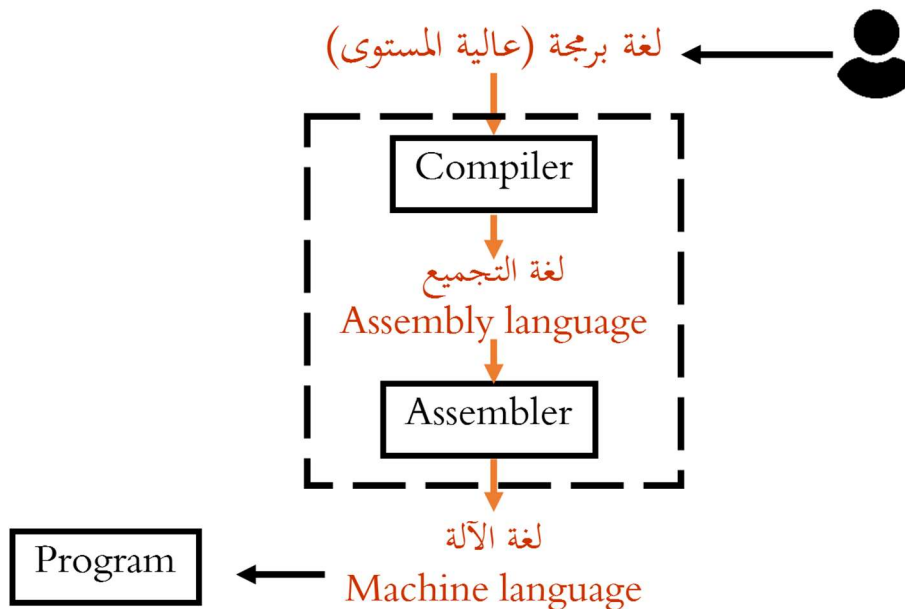 لغة برمجة (عالية المستوى)
Compiler
لغة التجميع
Assembly language
Assembler
لغة الآلة
Machine language
Program